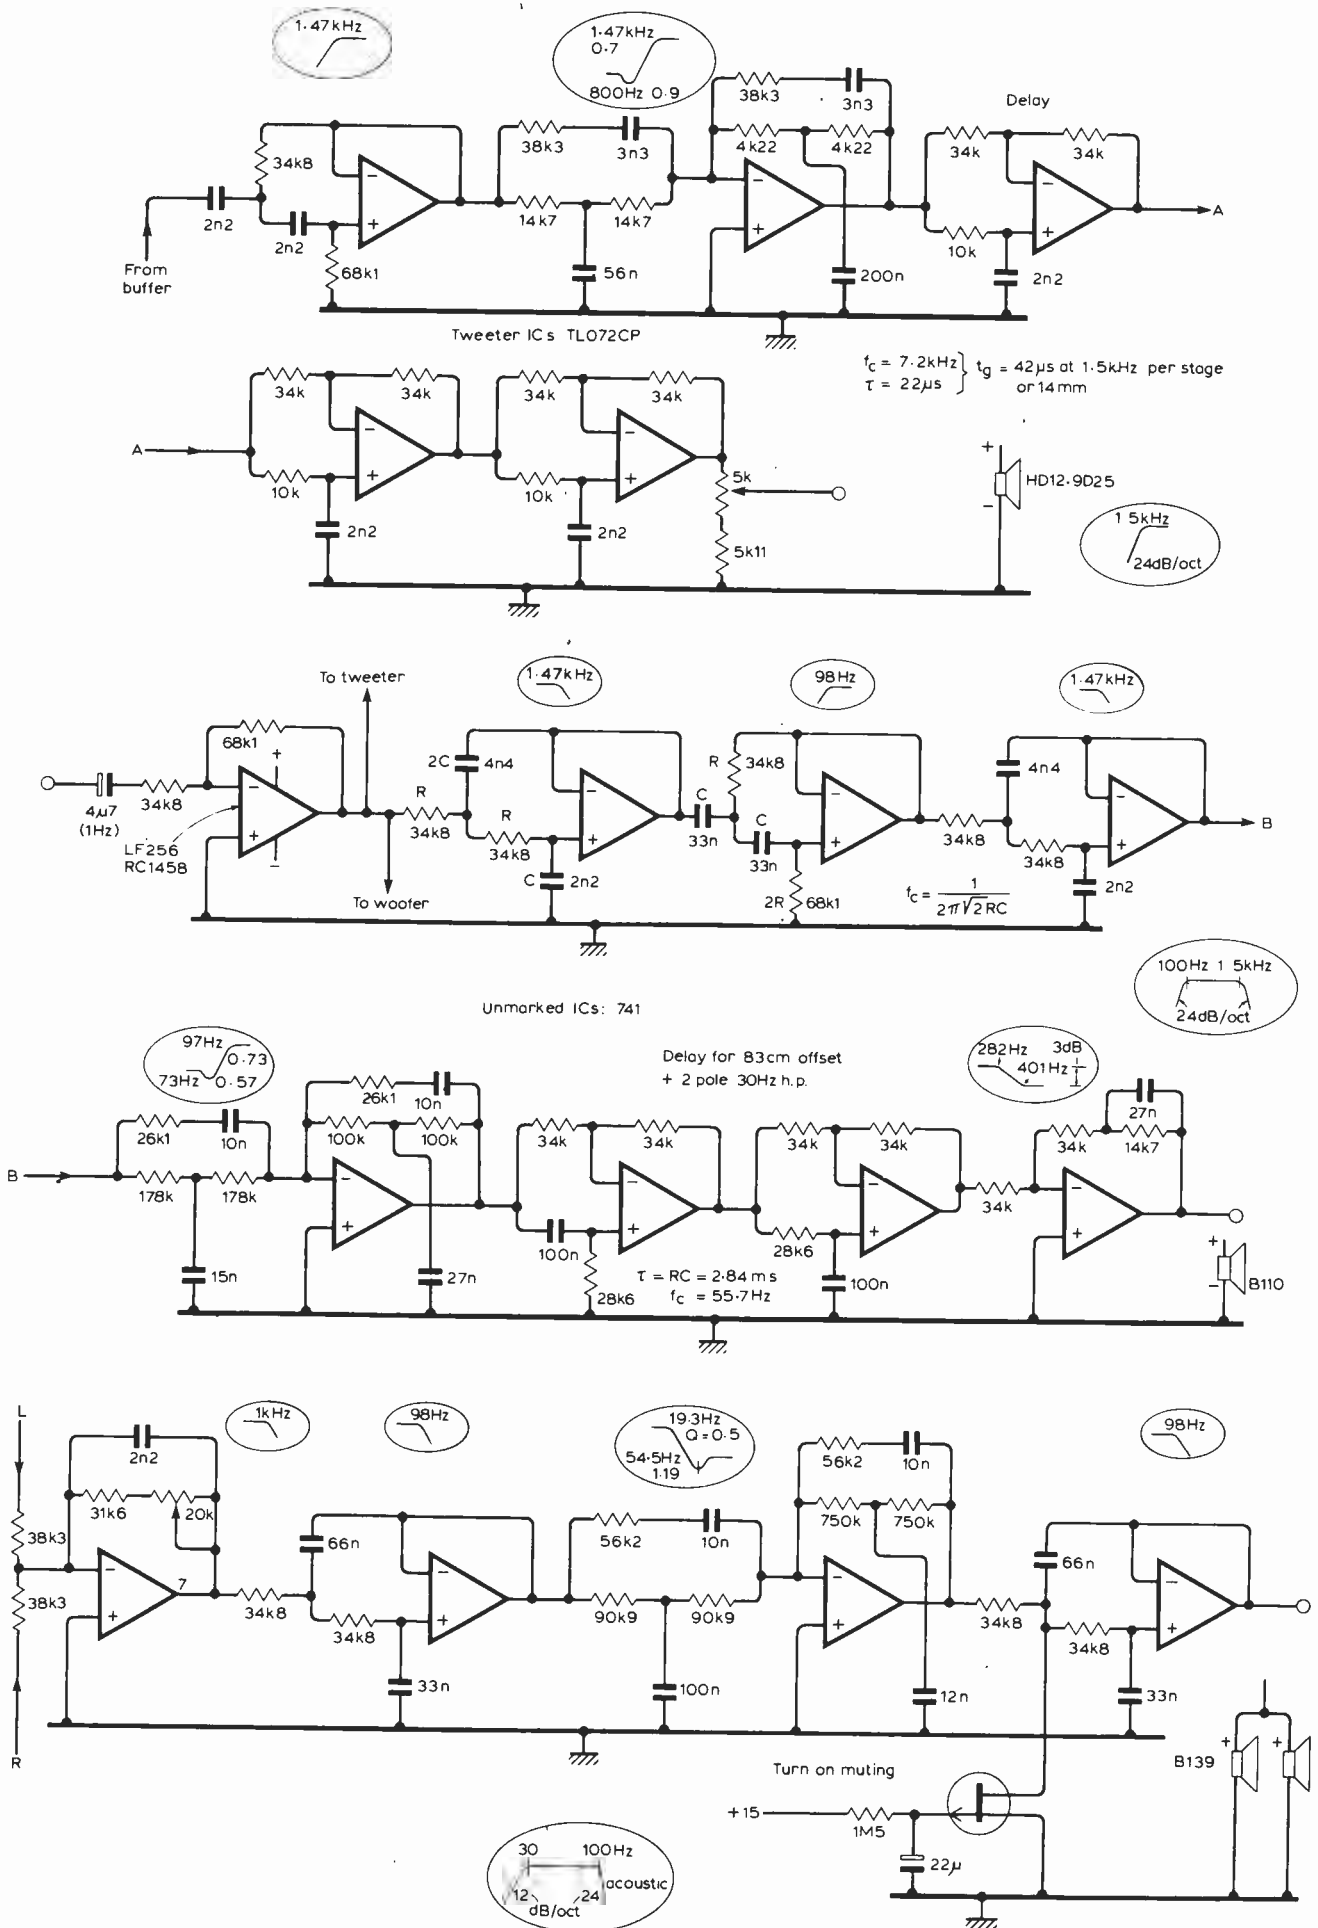 1·47kHz
1·47kHz
0·7
800Hz 0·9
38k3
3n3
Delay
34k8
38k3
3n3
4k22
4k22
34k
34k
−
−
−
+
+
+
2n2
2n2
14k7
14k7
10k
A
From
buffer
68k1
56n
200n
2n2
Tweeter ICs TL072CP
fc = 7.2kHz
τ = 22μs
tg = 42μs at 1.5kHz per stage
or 14mm
34k
34k
34k
34k
A
−
−
+
+
10k
10k
5k
2n2
2n2
5k11
+
−
HD12·9D25
1 5kHz
24dB/oct
To tweeter
1·47kHz
98Hz
1·47kHz
68k1
2C
4n4
R
34k8
4n4
4μ7
(1Hz)
34k8
+
−
+
−
LF256
RC1458
R
34k8
R
34k8
−
+
C
2n2
C
33n
C
33n
−
+
2R
68k1
34k8
34k8
−
+
2n2
B
To woofer
fc = 1
2π√2RC
100Hz 1 5kHz
24dB/oct
Unmarked ICs: 741
97Hz
0·73
73Hz
0·57
Delay for 83cm offset
+ 2 pole 30Hz h.p.
282Hz
3dB
401Hz
26k1
10n
26k1
10n
100k
100k
34k
34k
34k
34k
27n
34k
14k7
B
178k
178k
−
+
−
+
−
+
34k
−
+
15n
27n
100n
28k6
28k6
100n
τ = RC = 2·84ms
fc = 55·7Hz
+
−
B110
L
1kHz
98Hz
19·3Hz
Q=0·5
54·5Hz
1.19
98Hz
2n2
31k6
20k
38k3
38k3
−
+
7
34k8
66n
34k8
−
+
33n
56k2
10n
90k9
90k9
100n
56k2
10n
750k
750k
−
+
12n
34k8
66n
34k8
−
+
33n
R
Turn on muting
+15
1M5
22μ
B139
+
+
30
100Hz
12
24
acoustic
dB/oct